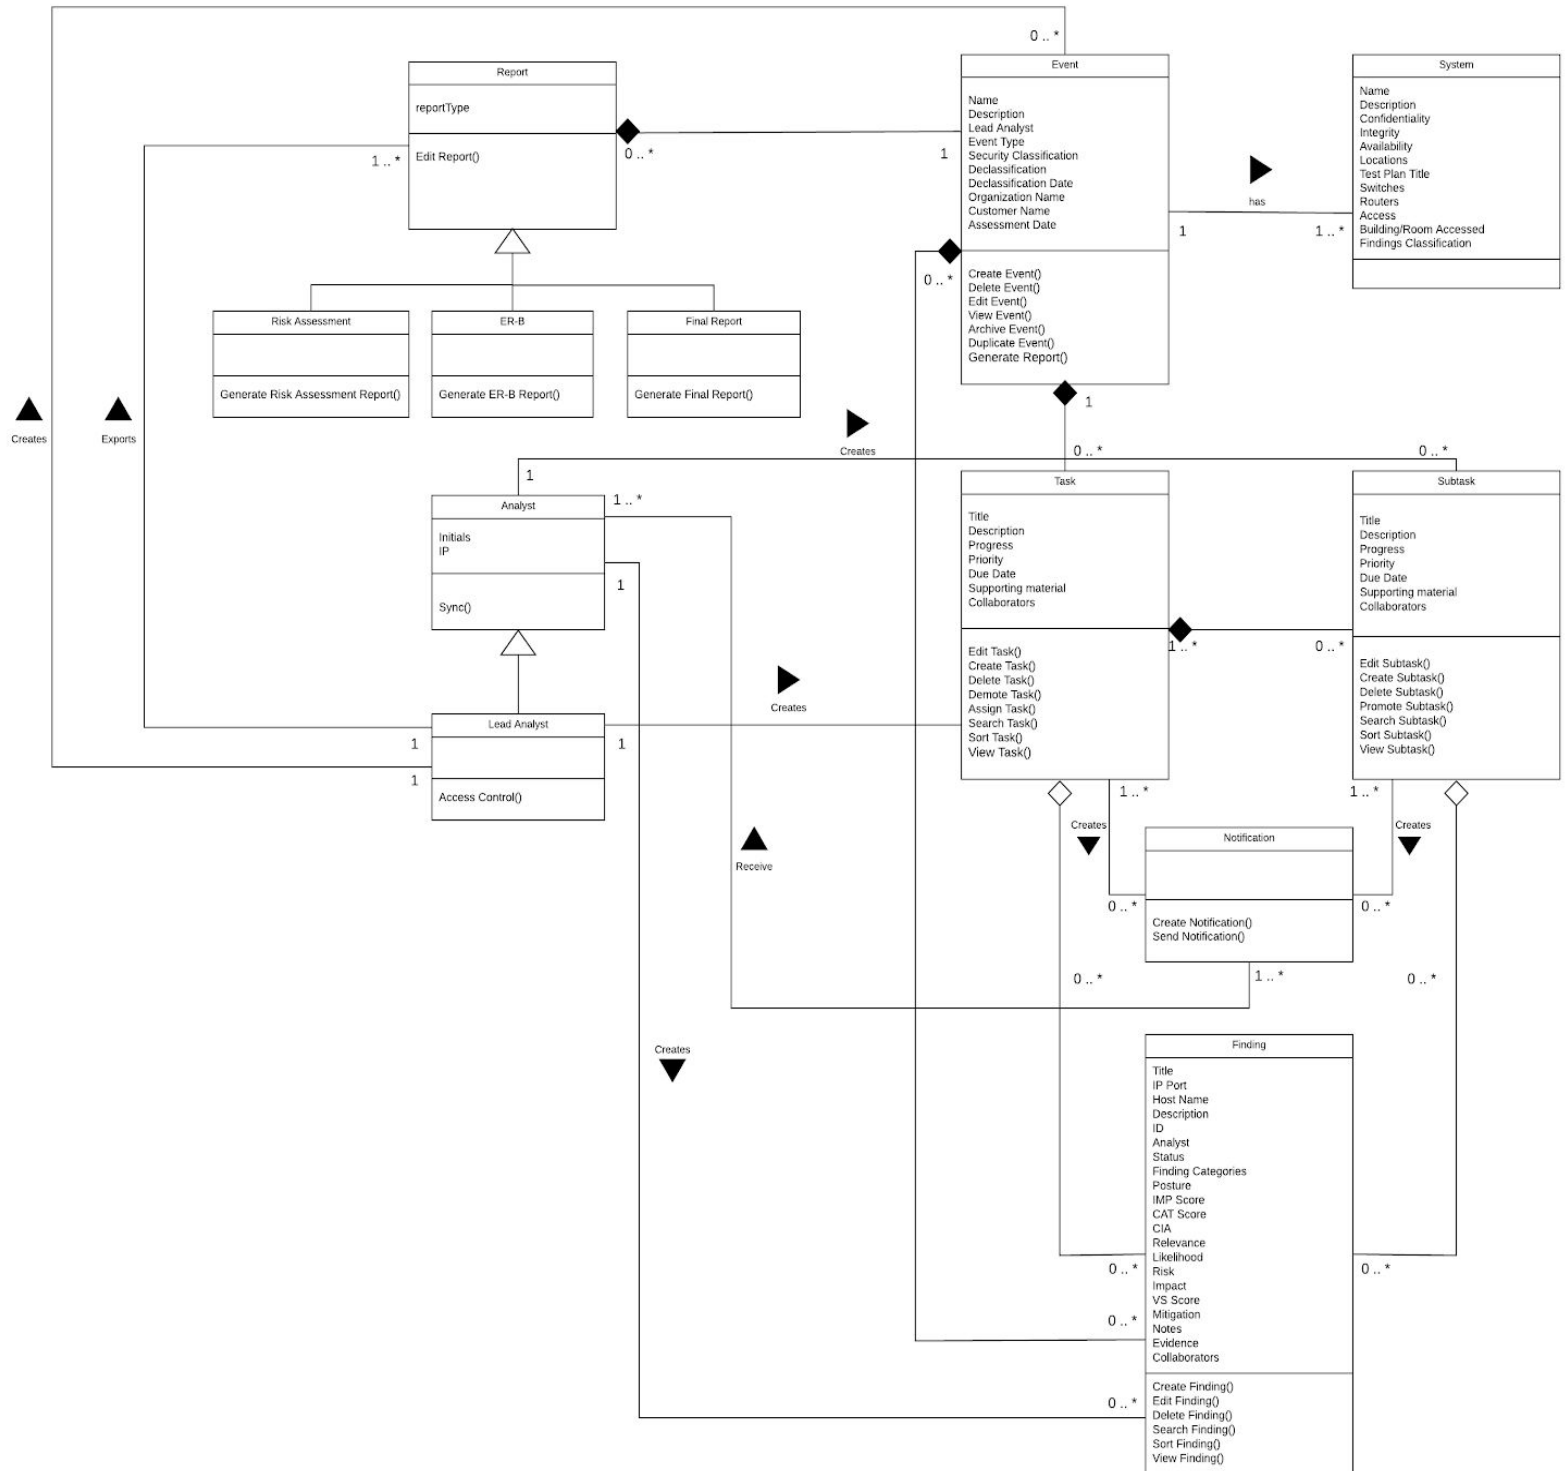 0 .. *
Report
reportType
Edit Report()
1 .. *
0 .. *
1
Event
Name
Description
Lead Analyst
Event Type
Security Classification
Declassification
Declassification Date
Organization Name
Customer Name
Assessment Date
Create Event()
Delete Event()
Edit Event()
View Event()
Archive Event()
Duplicate Event()
Generate Report()
0 .. *
1
has
1
1 .. *
System
Name
Description
Confidentiality
Integrity
Availability
Locations
Test Plan Title
Switches
Routers
Access
Building/Room Accessed
Findings Classification
Risk Assessment
Generate Risk Assessment Report()
ER-B
Generate ER-B Report()
Final Report
Generate Final Report()
Creates
Exports
Creates
0 .. *
0 .. *
1
1 .. *
Analyst
Initials
IP
Sync()
1
Task
Title
Description
Progress
Priority
Due Date
Supporting material
Collaborators
Edit Task()
Create Task()
Delete Task()
Demote Task()
Assign Task()
Search Task()
Sort Task()
View Task()
1 .. *
0 .. *
Subtask
Title
Description
Progress
Priority
Due Date
Supporting material
Collaborators
Edit Subtask()
Create Subtask()
Delete Subtask()
Promote Subtask()
Search Subtask()
Sort Subtask()
View Subtask()
Creates
Lead Analyst
Access Control()
1
1
1
Receive
1 .. *
1 .. *
Creates
Creates
Notification
Create Notification()
Send Notification()
0 .. *
0 .. *
0 .. *
1 .. *
0 .. *
Creates
Finding
Title
IP Port
Host Name
Description
ID
Analyst
Status
Finding Categories
Posture
IMP Score
CAT Score
CIA
Relevance
Likelihood
Risk
Impact
VS Score
Mitigation
Notes
Evidence
Collaborators
Create Finding()
Edit Finding()
Delete Finding()
Search Finding()
Sort Finding()
View Finding()
0 .. *
0 .. *
0 .. *
0 .. *